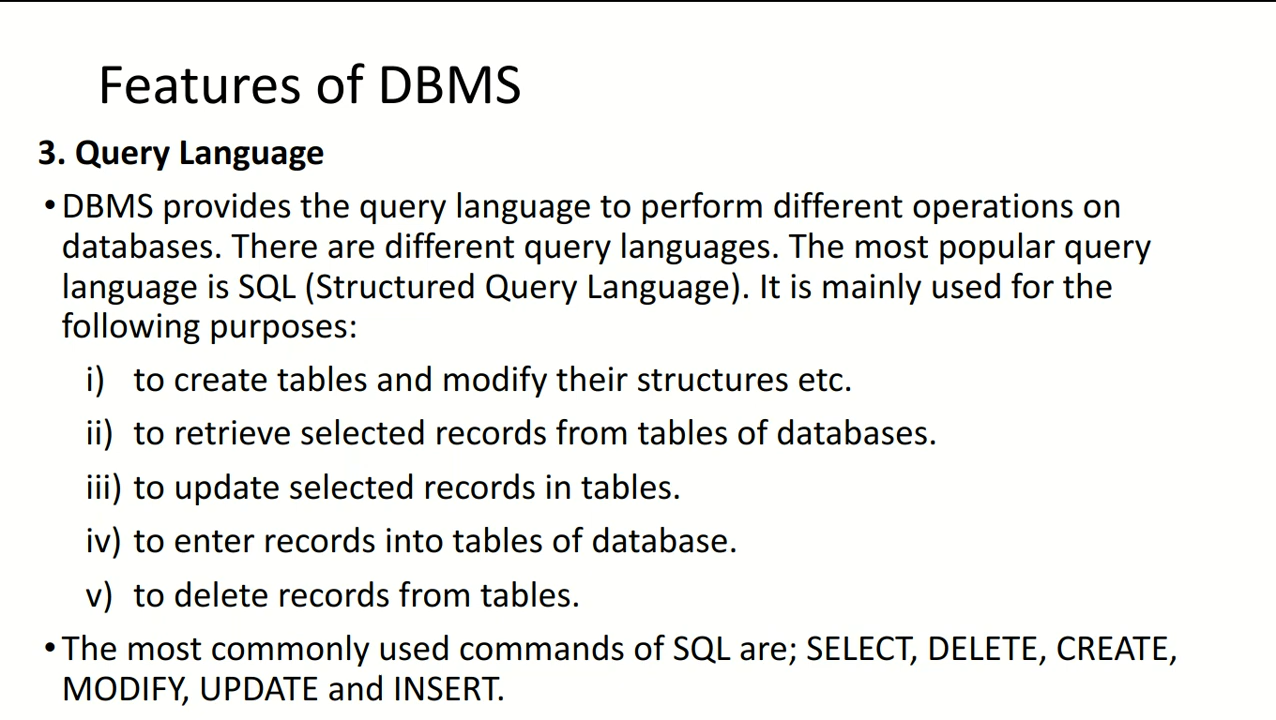 Features of DBMS
3. Query Language
•DBMS provides the query language to perform different operations on
databases. There are different query languages. The most popular query
language is SQL (Structured Query Language). It is mainly used for the
following purposes:
i) to create tables and modify their structures etc.
ii) to retrieve selected records from tables of databases.
iii) to update selected records in tables.
iv) to enter records into tables of database.
v) to delete records from tables.
•The most commonly used commands of SQL are; SELECT, DELETE, CREATE,
MODIFY, UPDATE and INSERT.